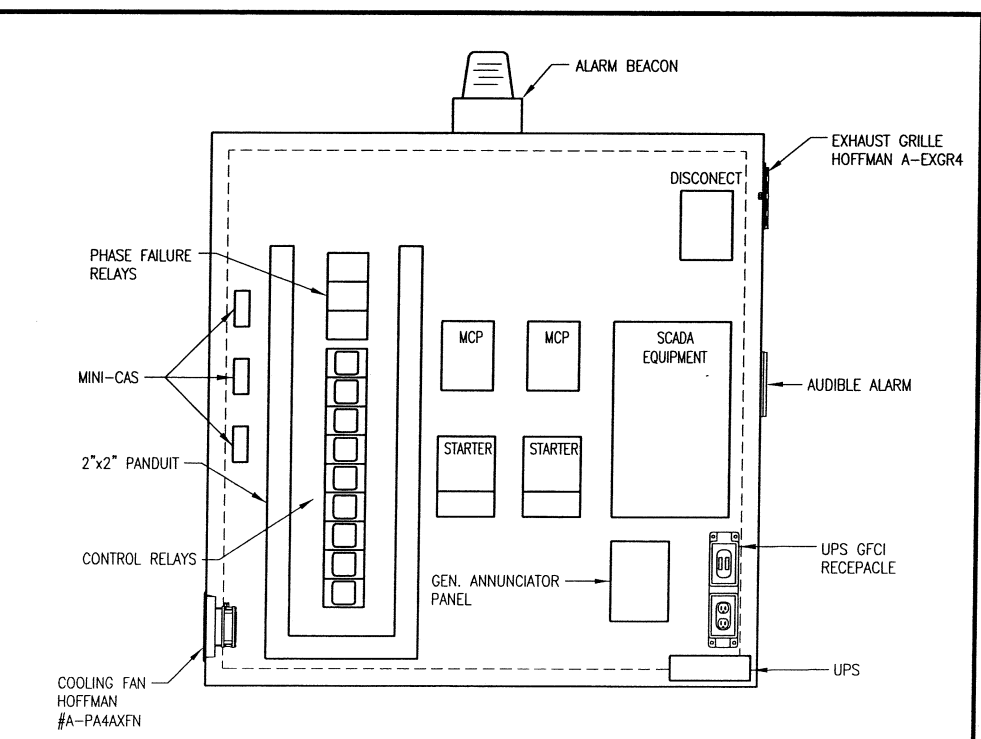 ALARM BEACON
EXHAUST GRILLE
HOFFMAN A-EXGR4
DISCONECT
PHASE FAILURE
RELAYS
MCP
MCP
SCADA
EQUIPMENT
MINI-CAS
AUDIBLE ALARM
STARTER
STARTER
2"x2" PANDUIT
CONTROL RELAYS
UPS GFCI
RECEPACLE
GEN. ANNUNCIATOR
PANEL
UPS
COOLING FAN
HOFFMAN
#A-PA4AXFN